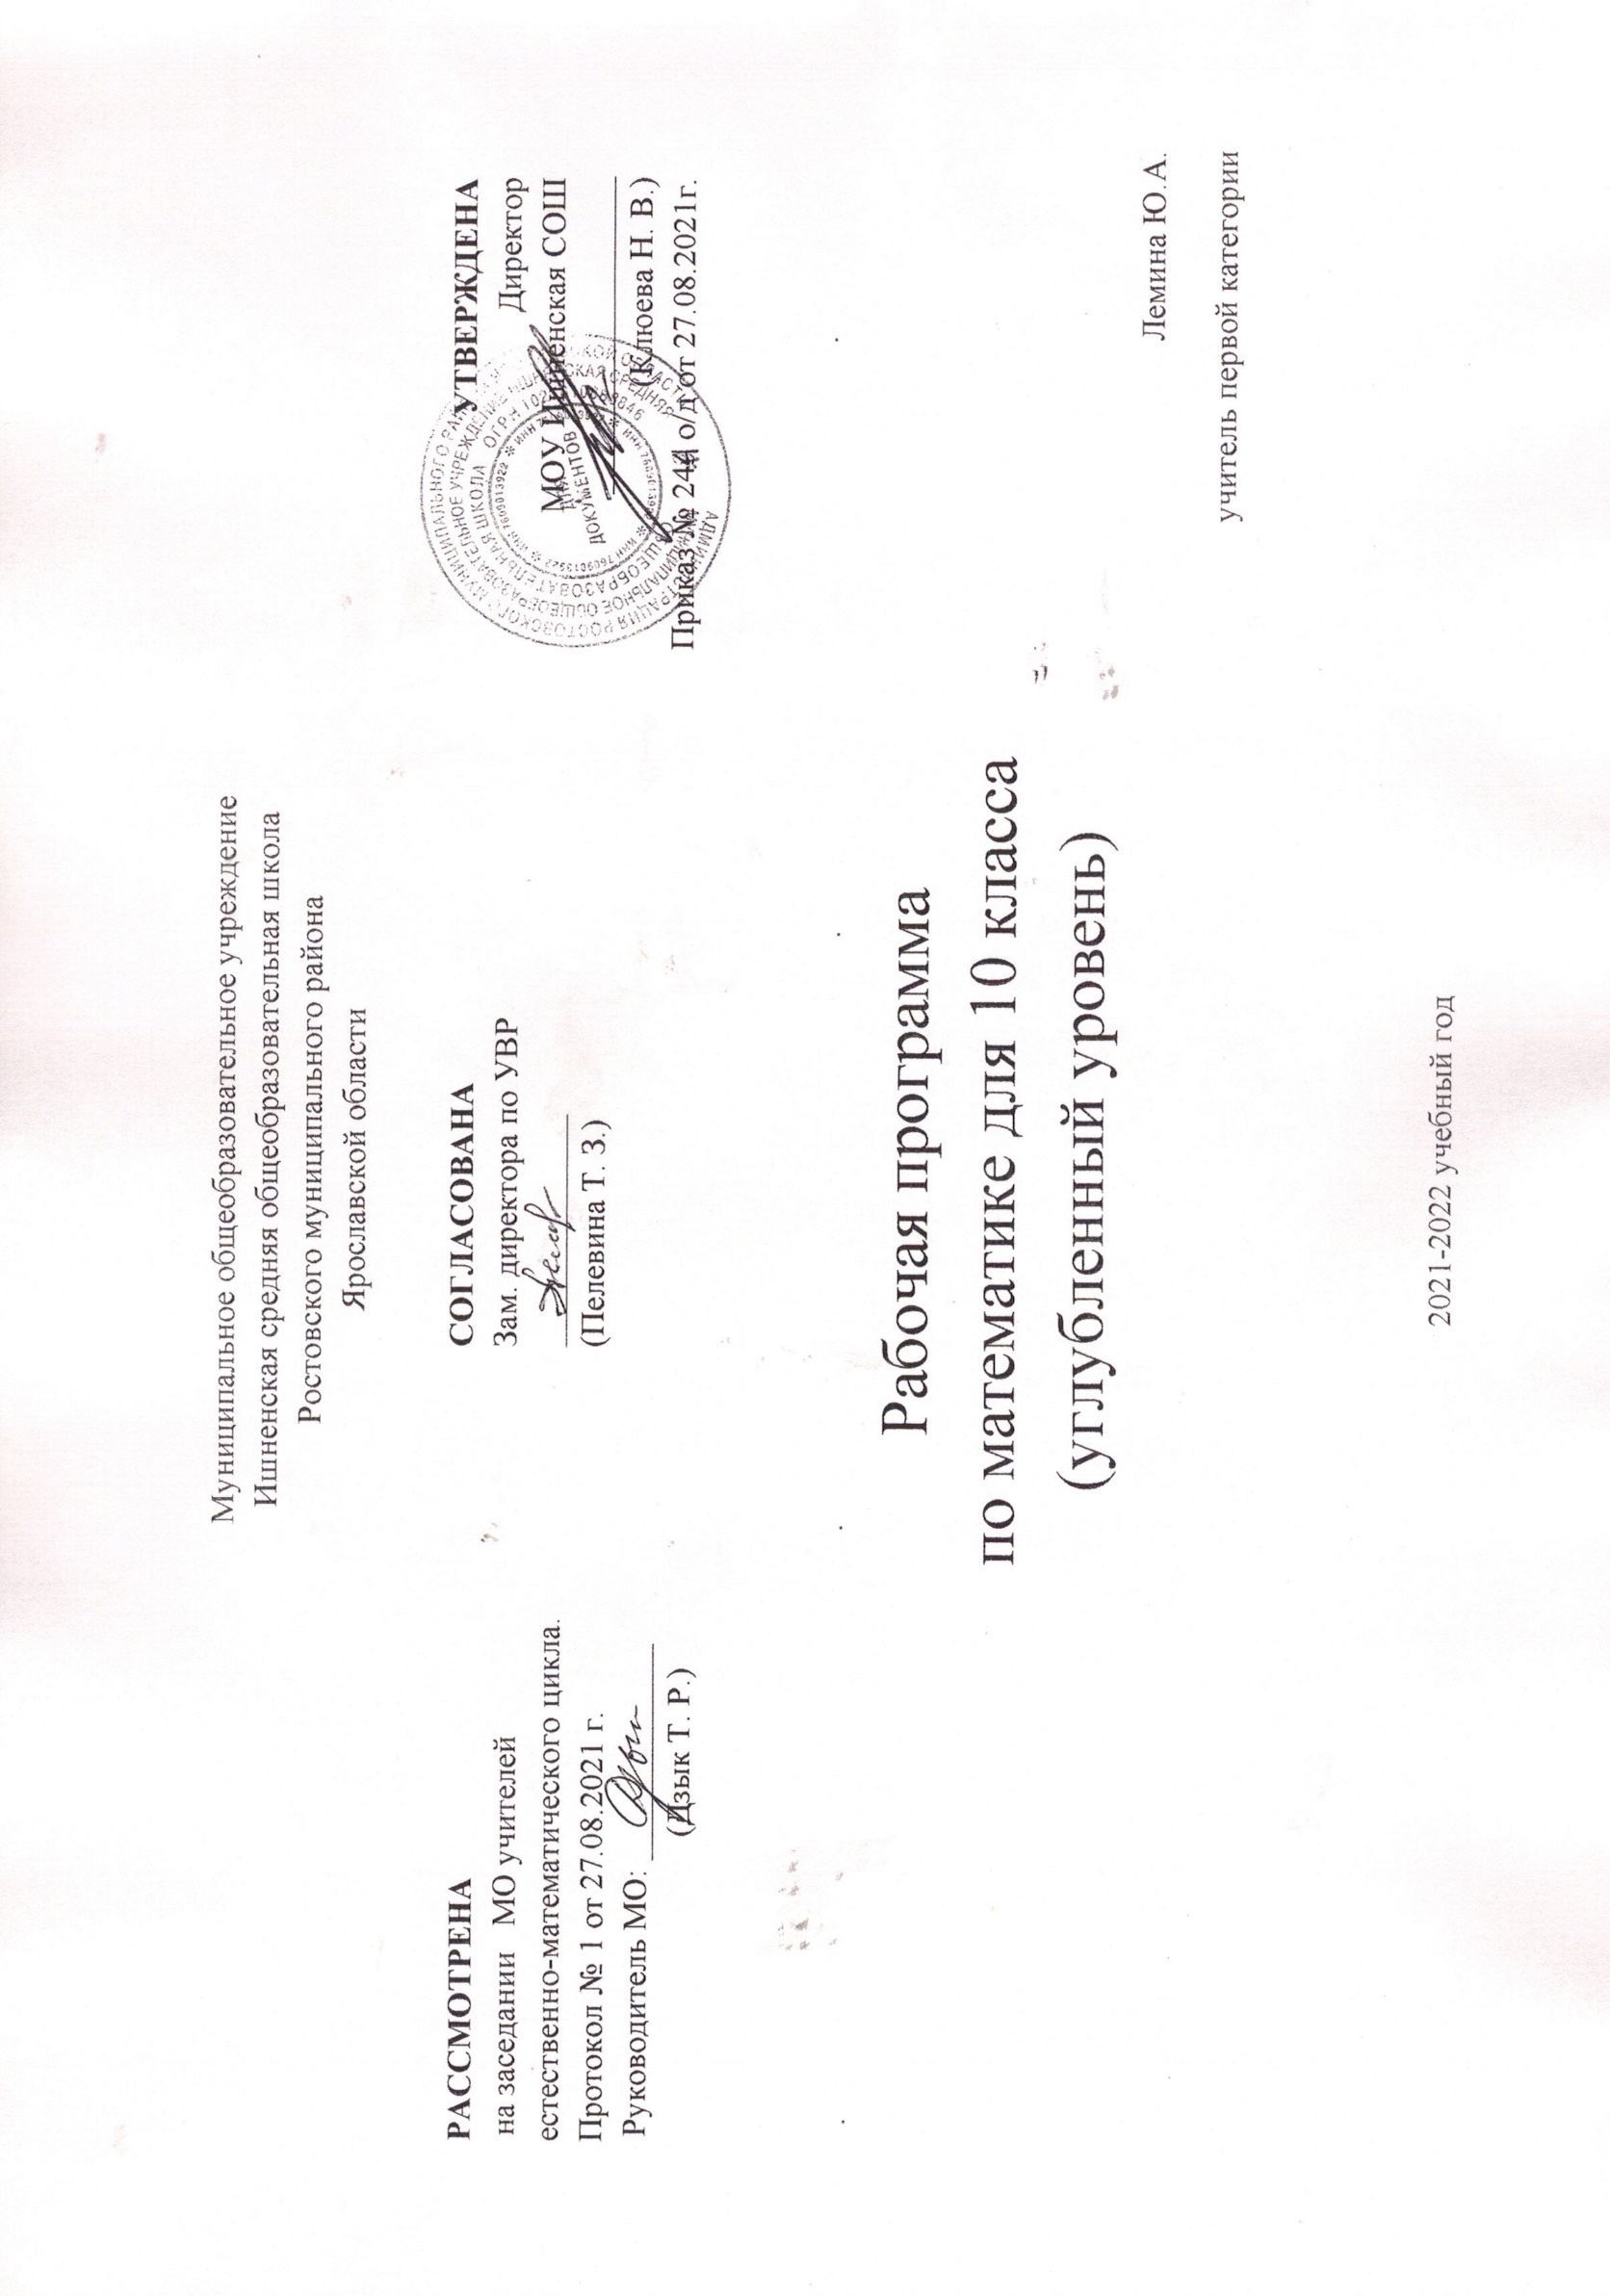 Муниципальное общеобразовательное учреждение
Ишненская средняя общеобразовательная школа
Ростовского муниципального района
Ярославской области
РАССМОТРЕНА
на заседании МО учителей
естественно-математического цикла.
Протокол № 1 от 27.08.2021 г.
Руководитель МО:
(Дзык Т. Р.)
СОГЛАСОВАНА
Зам. директора по УВР
(Пелевина Т. З.)
УТВЕРЖДЕНА
Директор
МОУ Ишненская СОШ
(Клюева Н. В.)
Приказ № о/д от 27.08.2021г.
ДОКУМЕНТОВ
Рабочая программа
по математике для 10 класса
(углубленный уровень)
Лемина Ю.А.
учитель первой категории
2021-2022 учебный год